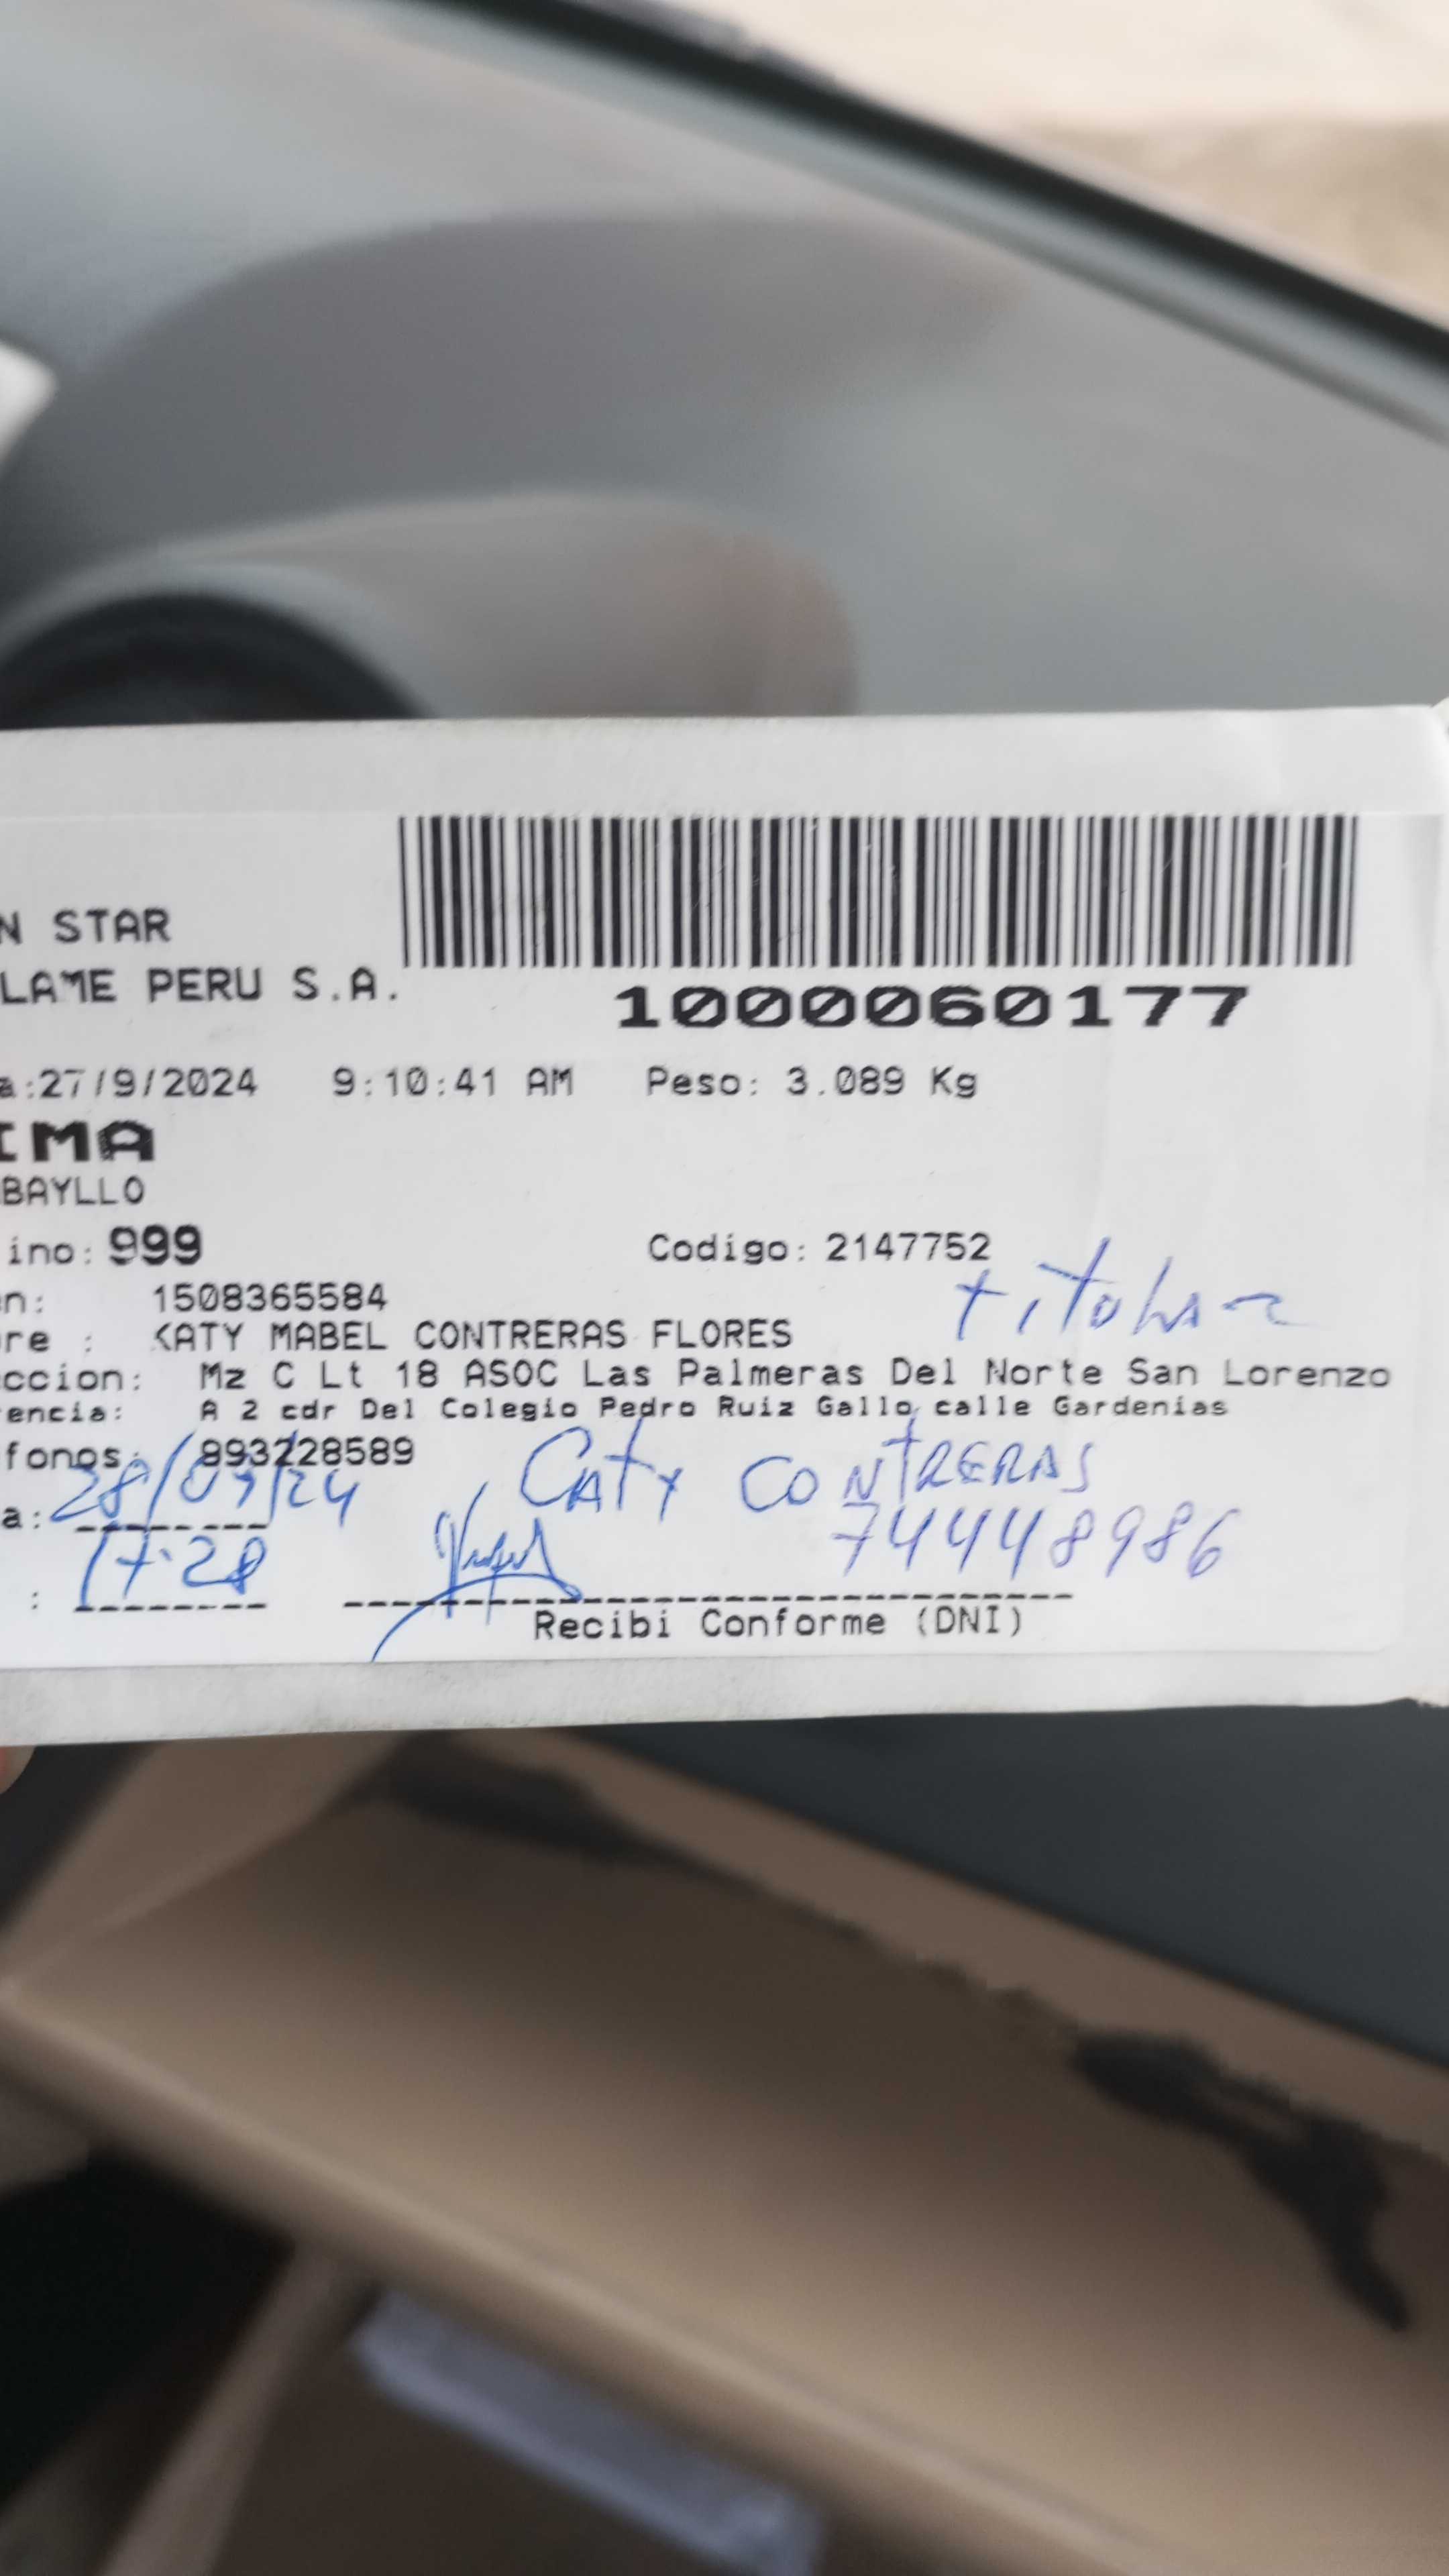 N STAR
LAME PERU S.A.
1000060177
a:27/9/2024 9:10:41 AM Peso: 3.089 Kg
IMA
BAYLLO
ino: 999 Codigo: 2147752
titular
n: 1508365584
re : KATY MABEL CONTRERAS FLORES
ccion: Mz C Lt 18 ASOC Las Palmeras Del Norte San Lorenzo
encia: A 2 cdr Del Colegio Pedro Ruiz Gallo calle Gardenias
fonos: 893228589
Caty CONTRERAS
a: 28/09/24
74448986
: 17:28
Recibi Conforme (DNI)